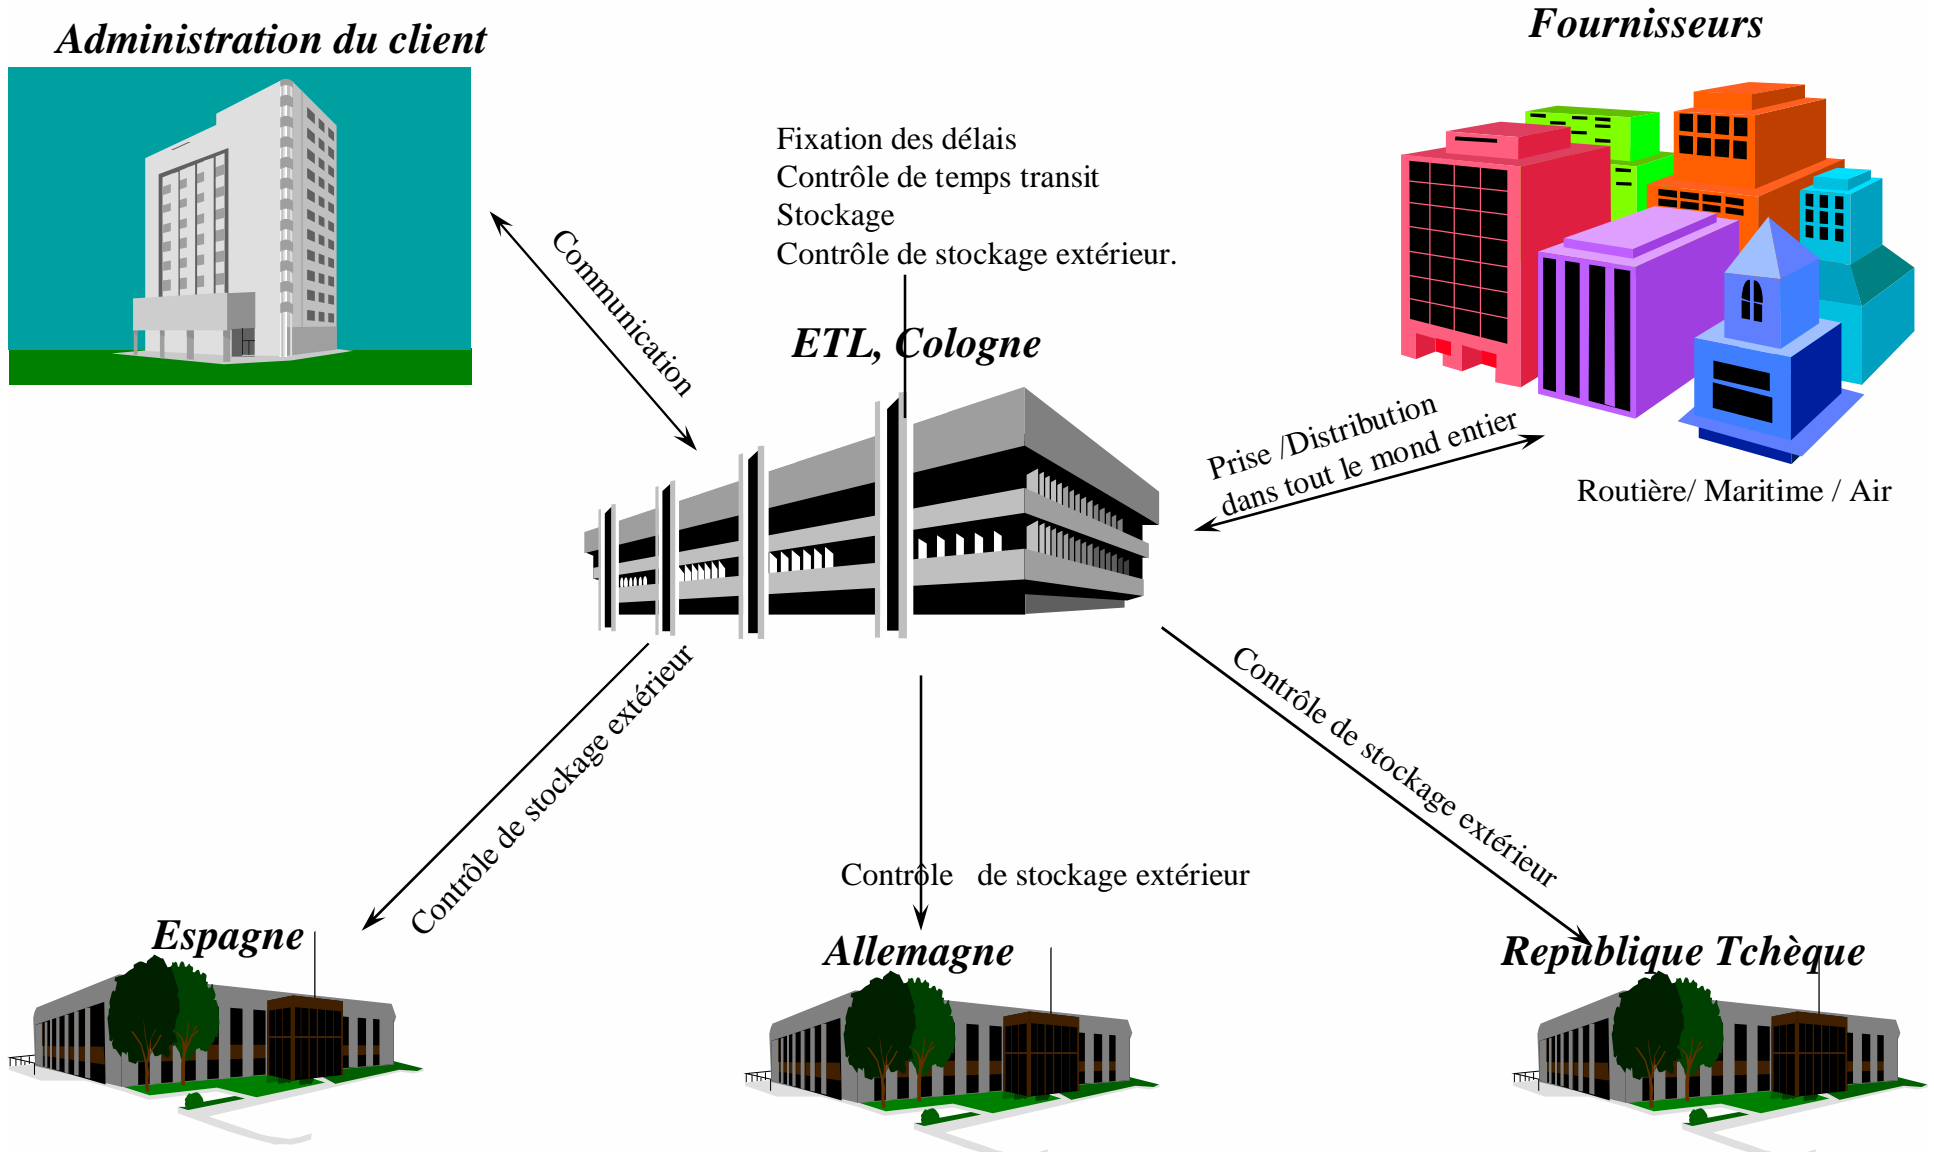 Administration du client
Fournisseurs
Fixation des délais
Contrôle de temps transit
Stockage
Contrôle de stockage extérieur.
Communication
ETL, Cologne
Prise /Distribution
dans tout le mond entier
Routière/ Maritime / Air
Contrôle de stockage extérieur
Contrôle de stockage extérieur
Contrôle de stockage extérieur
Espagne
Allemagne
Republique Tchèque